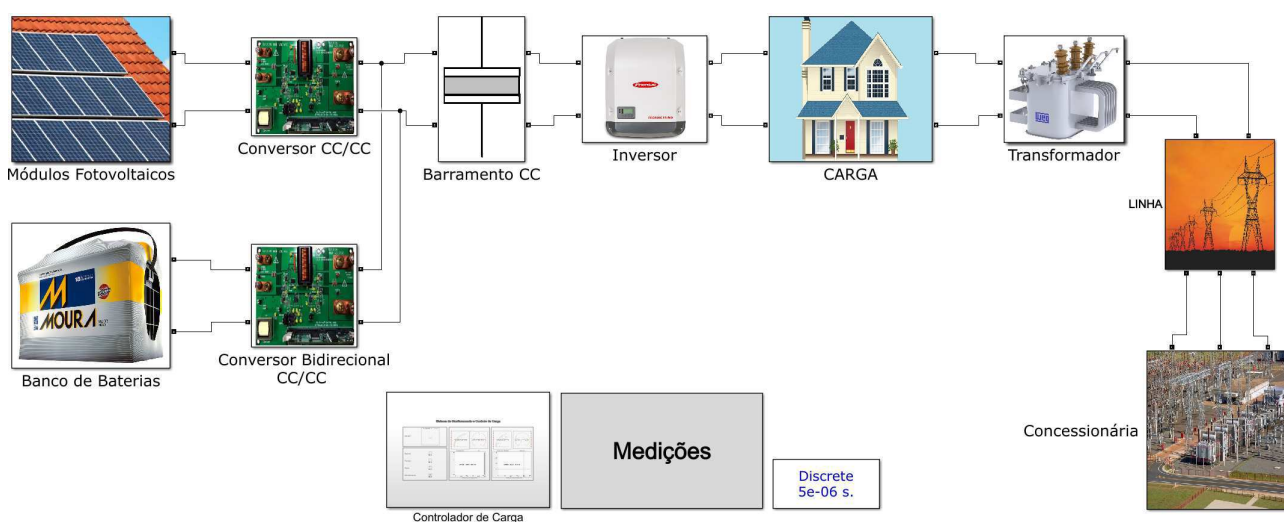 Módulos Fotovoltaicos
Conversor CC/CC
Barramento CC
Inversor
CARGA
Transformador
LINHA
MOURA
Banco de Baterias
Conversor Bidirecional
CC/CC
Concessionária
Medições
Discrete
5e-06 s.
Controlador de Carga